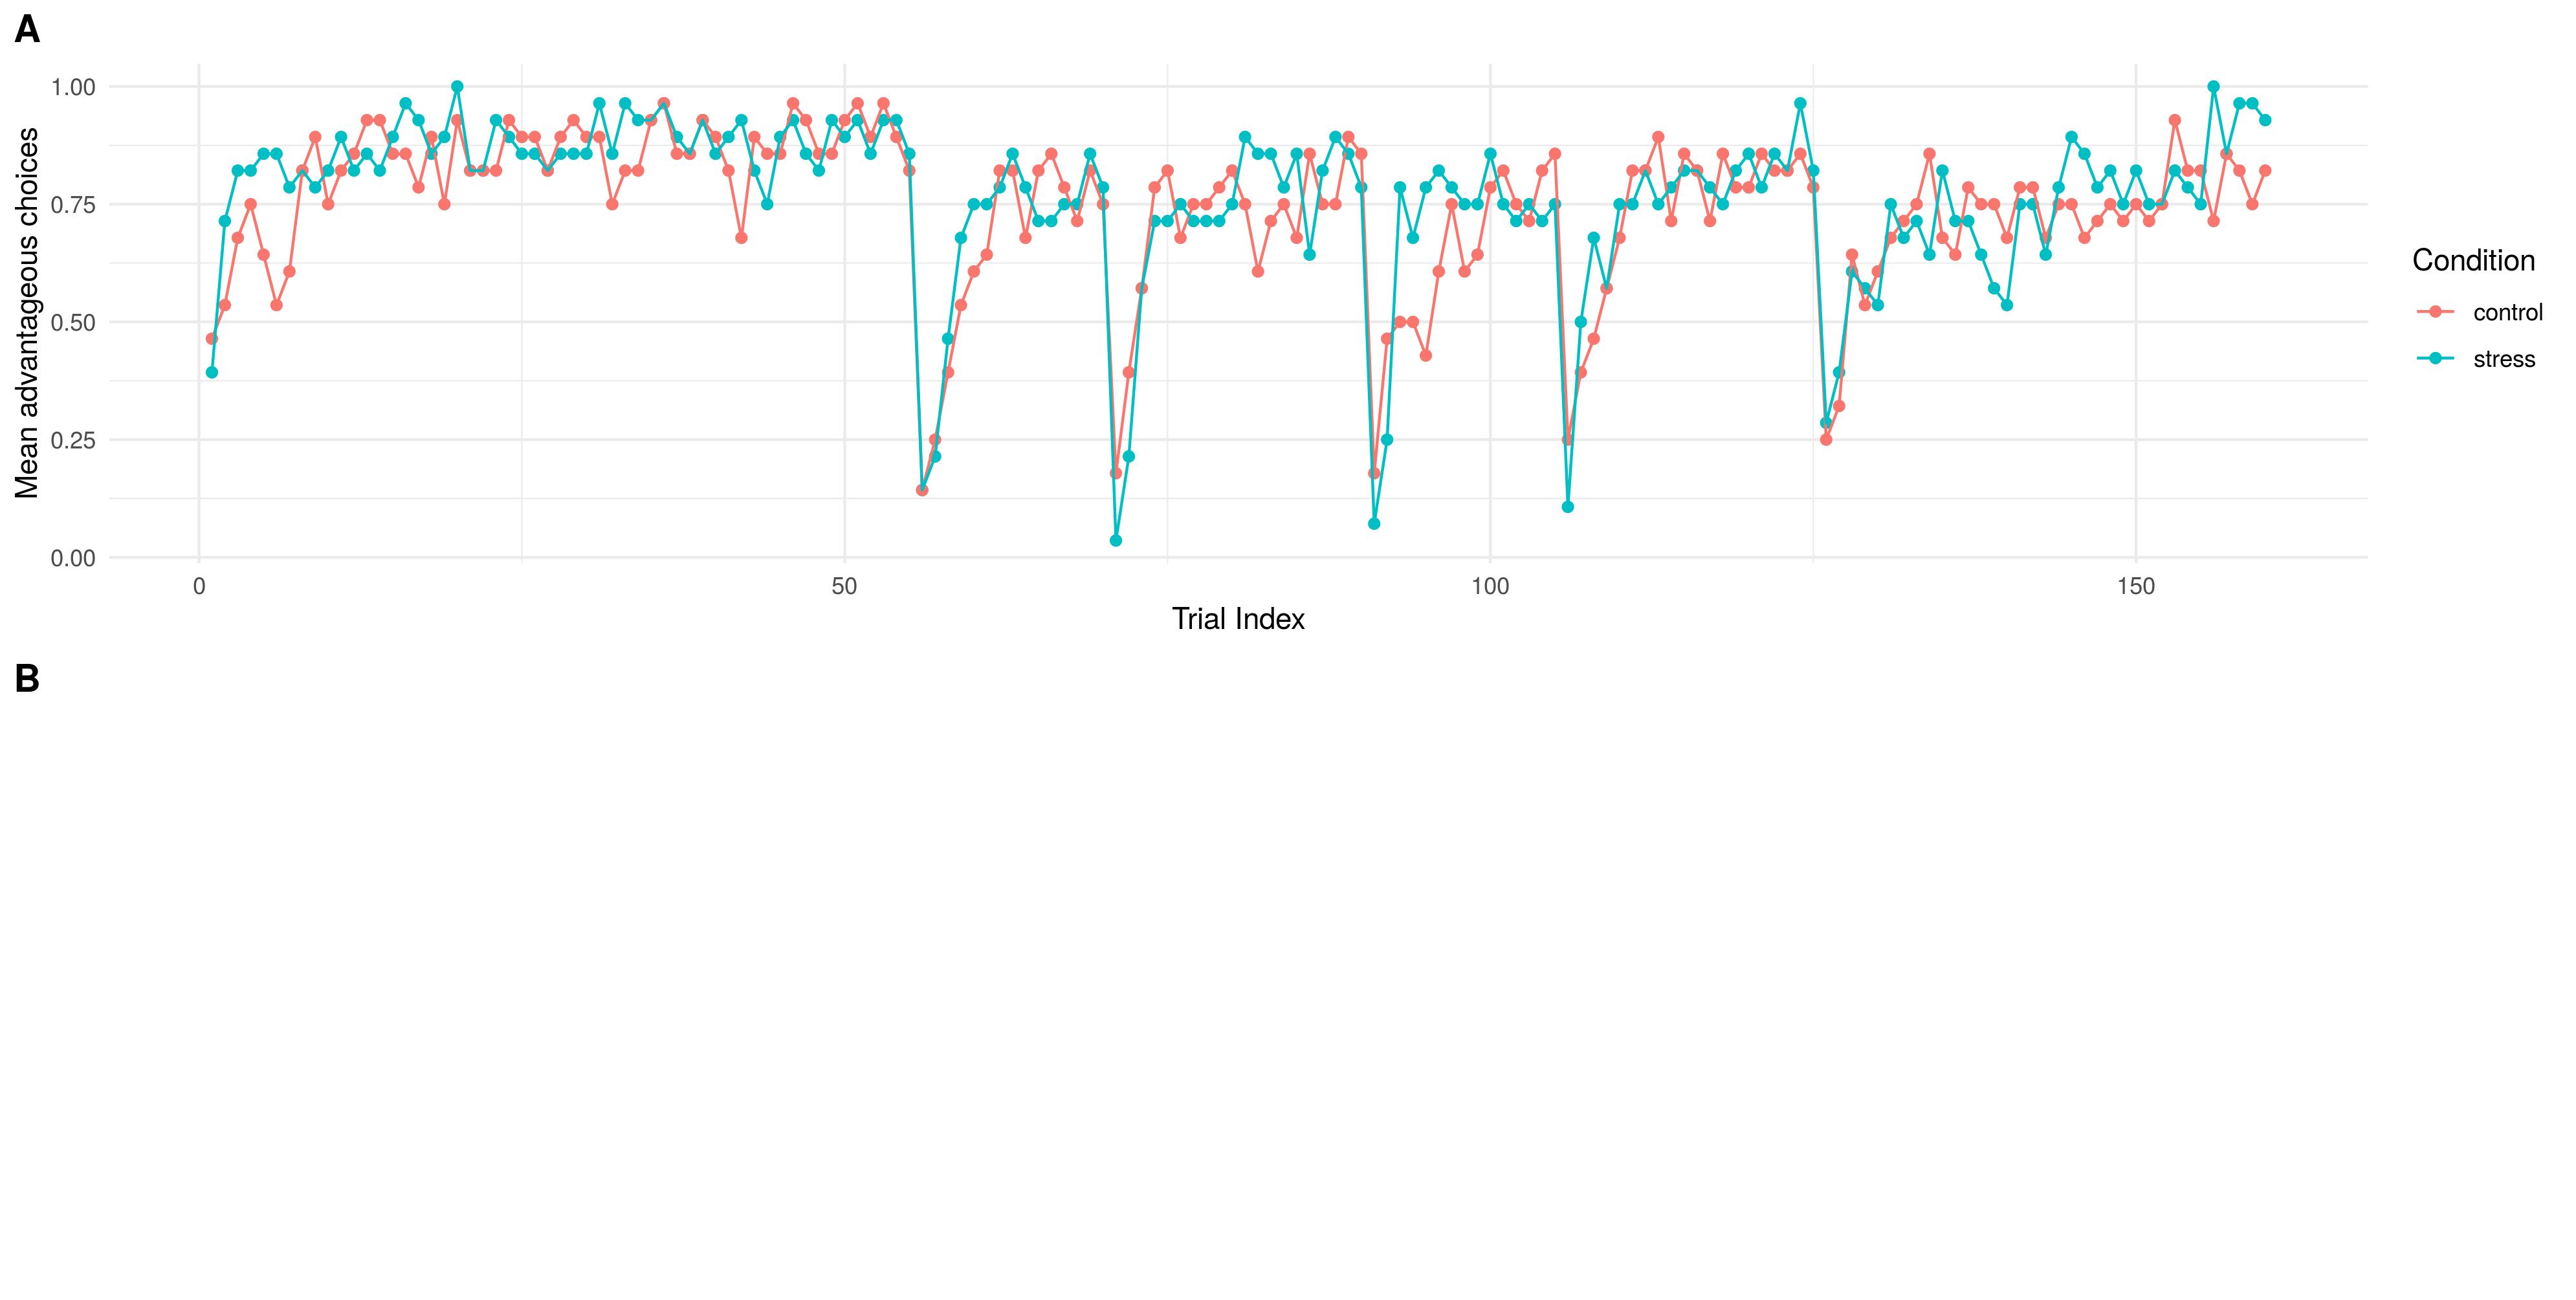 A
Mean advantageous choices
1.00
0.75
0.50
0.25
0.00
0 50 100 150
Trial Index
Condition
control
stress
B